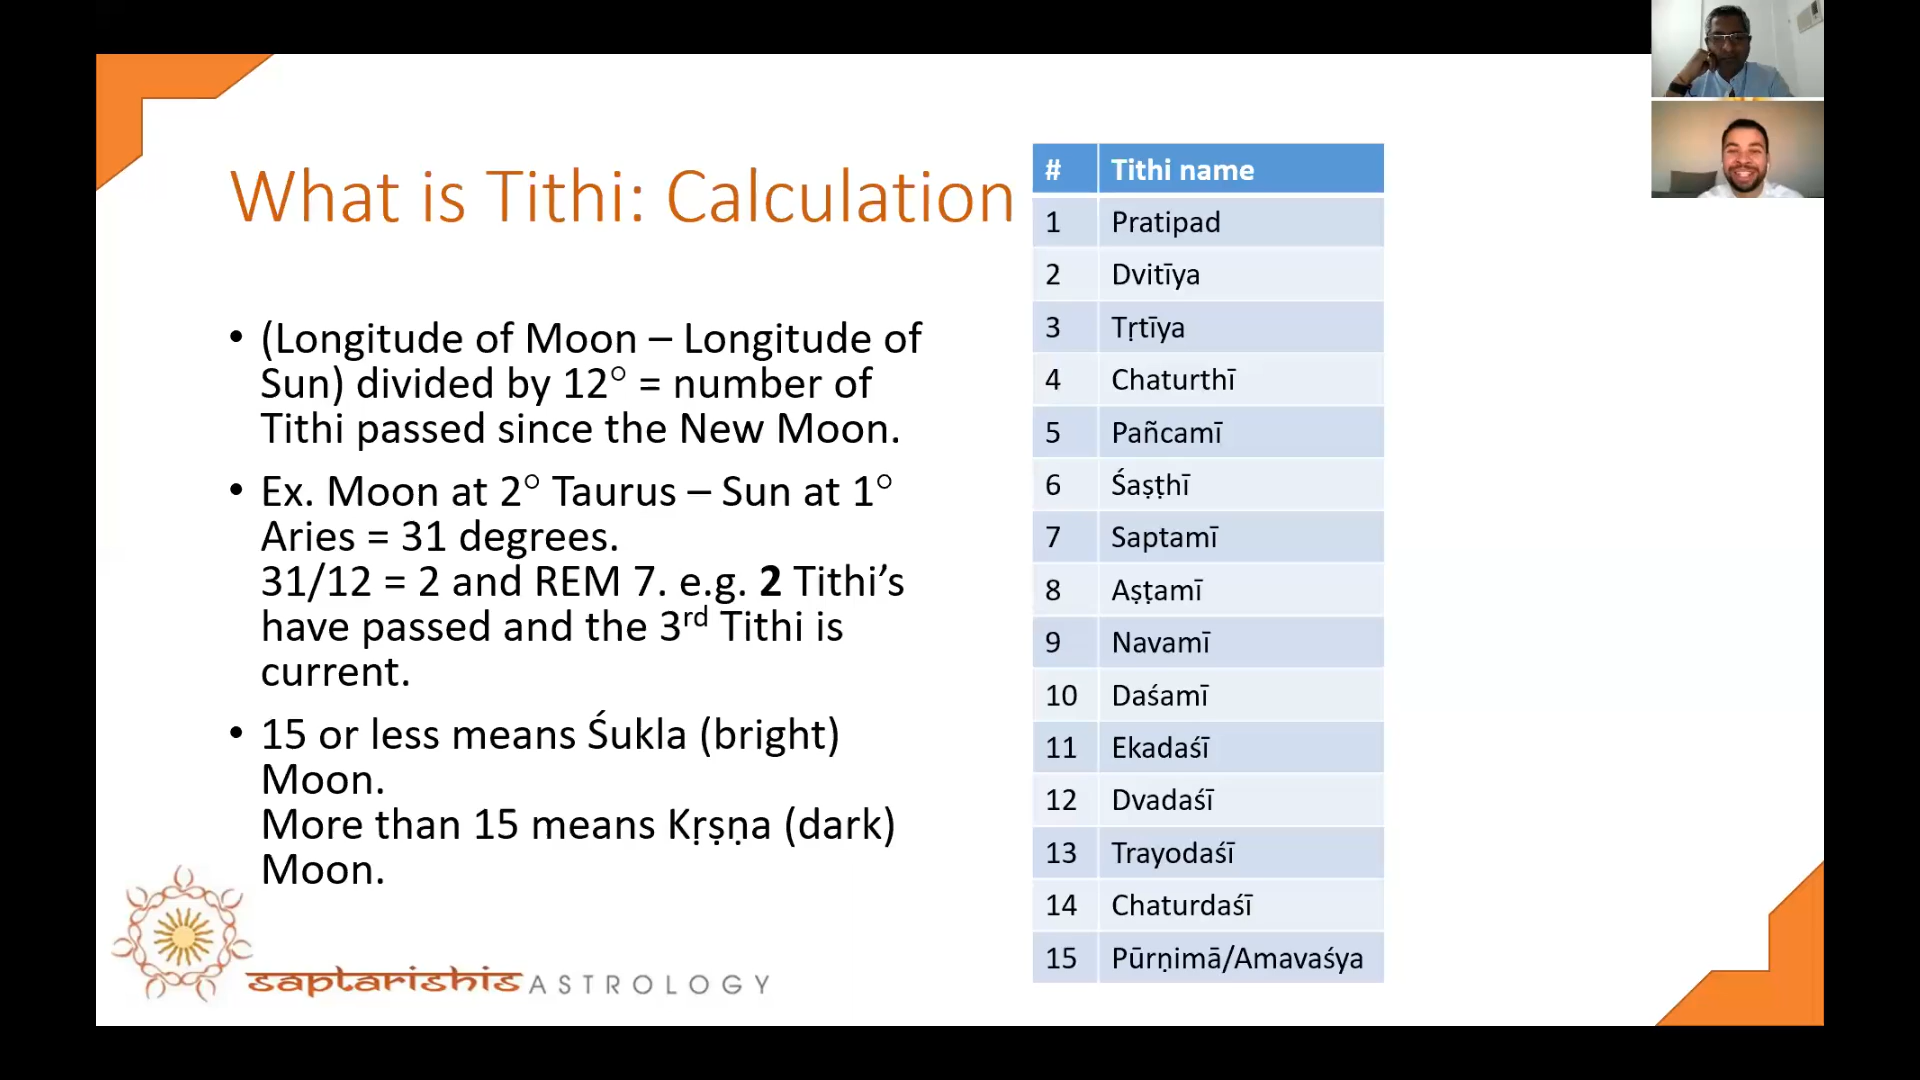 What is Tithi: Calculation
• (Longitude of Moon – Longitude of
Sun) divided by 12° = number of
Tithi passed since the New Moon.
• Ex. Moon at 2° Taurus – Sun at 1°
Aries = 31 degrees.
31/12 = 2 and REM 7. e.g. 2 Tithi’s
have passed and the 3rd Tithi is
current.
• 15 or less means Śukla (bright)
Moon.
More than 15 means Kṛṣṇa (dark)
Moon.
saptarishis ASTROLOGY
# Tithi name
1 Pratipad
2 Dvitīya
3 Tṛtīya
4 Chaturthī
5 Pañcamī
6 Śaṣṭhī
7 Saptamī
8 Aṣṭamī
9 Navamī
10 Daśamī
11 Ekadaśī
12 Dvadaśī
13 Trayodaśī
14 Chaturdaśī
15 Pūrṇimā/Amavaśya